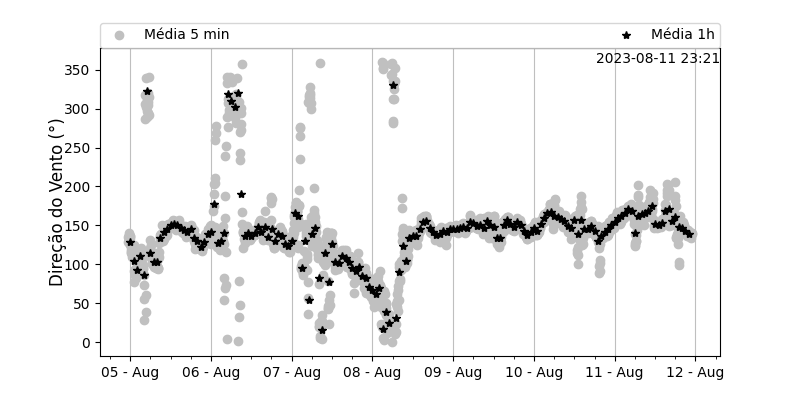 Média 5 min
Média 1h
2023-08-11 23:21
Direção do Vento (°)
350
300
250
200
150
100
50
0
05 - Aug
06 - Aug
07 - Aug
08 - Aug
09 - Aug
10 - Aug
11 - Aug
12 - Aug